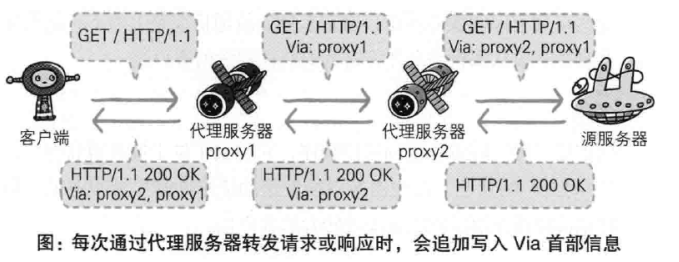 GET / HTTP/1.1
GET / HTTP/1.1
Via: proxy1
GET / HTTP/1.1
Via: proxy2, proxy1
客户端
代理服务器
proxy1
代理服务器
proxy2
源服务器
HTTP/1.1 200 OK
Via: proxy2, proxy1
HTTP/1.1 200 OK
Via: proxy2
HTTP/1.1 200 OK
图：每次通过代理服务器转发请求或响应时，会追加写入 Via 首部信息